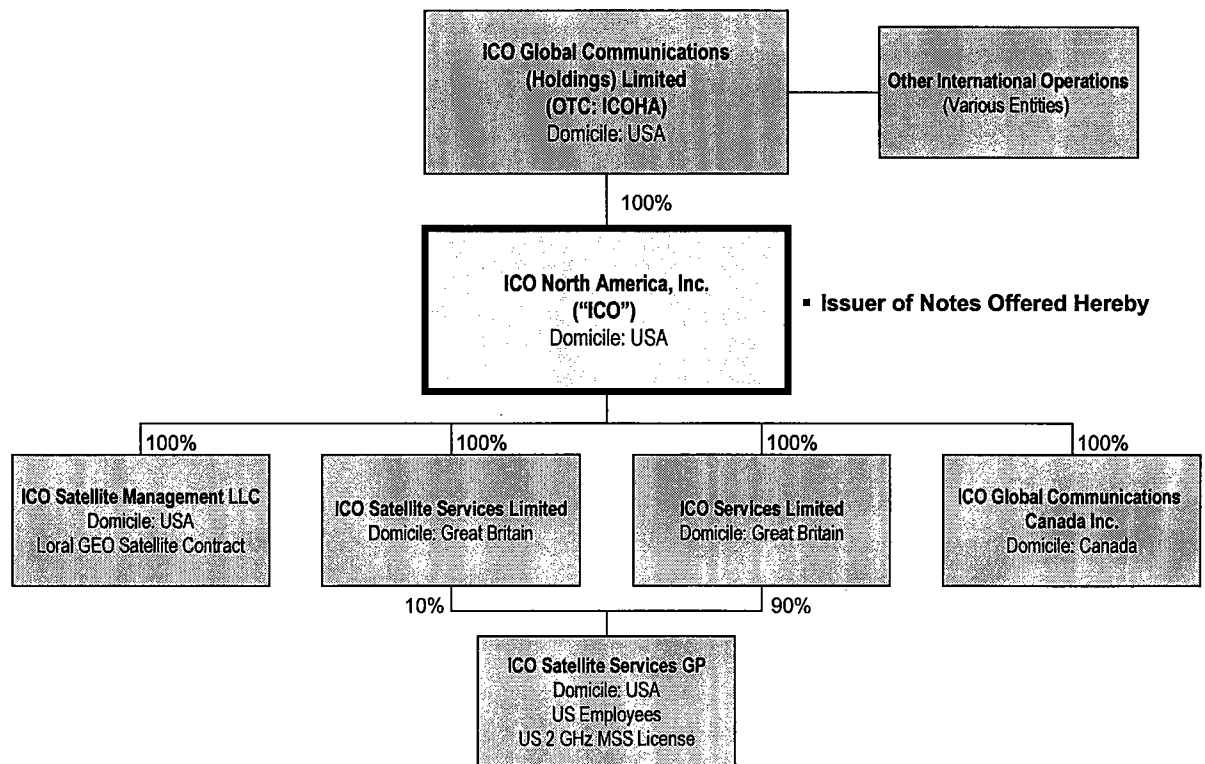 ICO Global Communications
(Holdings) Limited
(OTC: ICOHA)
Domicile: USA
Other International Operations
(Various Entities)
100%
ICO North America, Inc.
("ICO")
Domicile: USA
▪ Issuer of Notes Offered Hereby
100%
100%
100%
100%
ICO Satellite Management LLC
Domicile: USA
Loral GEO Satellite Contract
ICO Satellite Services Limited
Domicile: Great Britain
ICO Services Limited
Domicile: Great Britain
ICO Global Communications
Canada Inc.
Domicile: Canada
10%
90%
ICO Satellite Services GP
Domicile: USA
US Employees
US 2 GHz MSS License